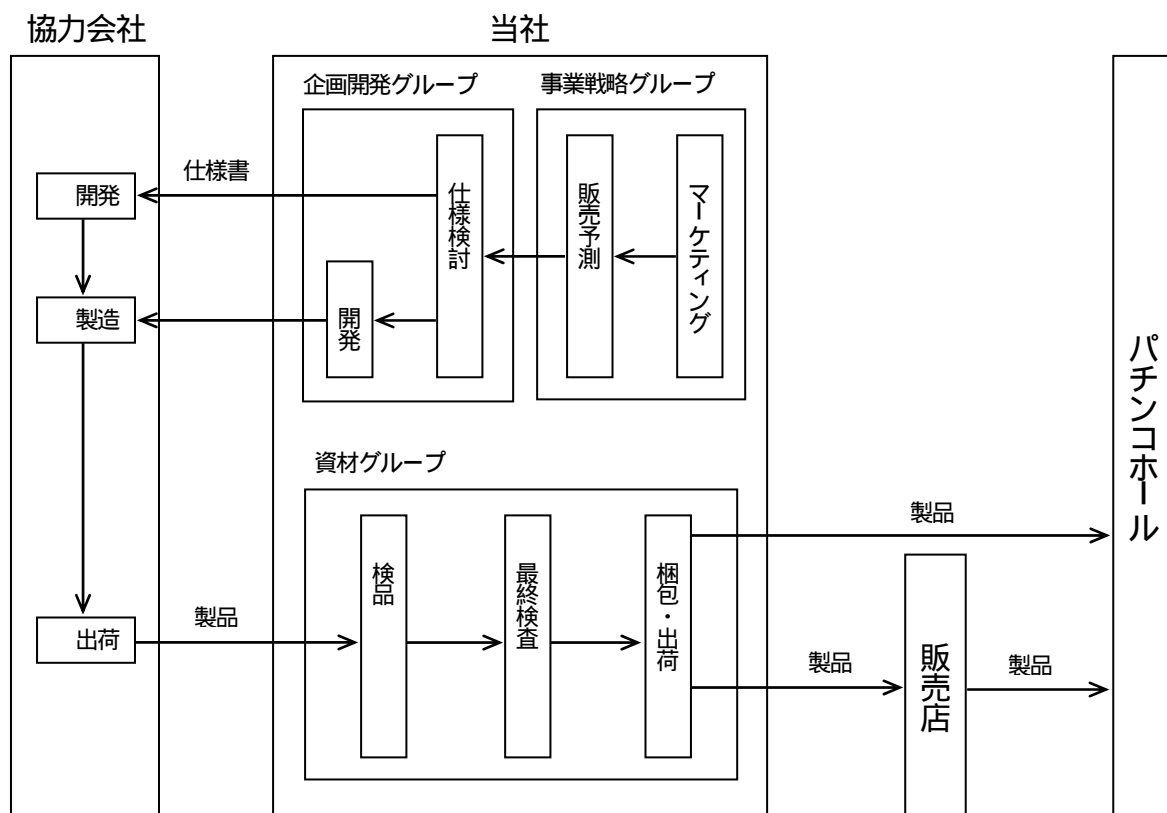 協力会社
当社
企画開発グループ
事業戦略グループ
仕様書
開発
仕様検討
販売予測
マーケティング
製造
開発
パチンコホール
資材グループ
製品
検品
最終検査
梱包・出荷
出荷
製品
製品
販売店
製品